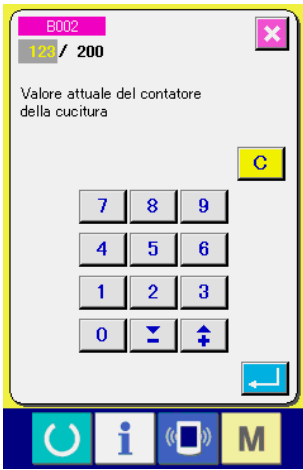 B002
123/ 200
Valore attuale del contatore
della cucitura
C
7 8 9
4 5 6
1 2 3
0
i M